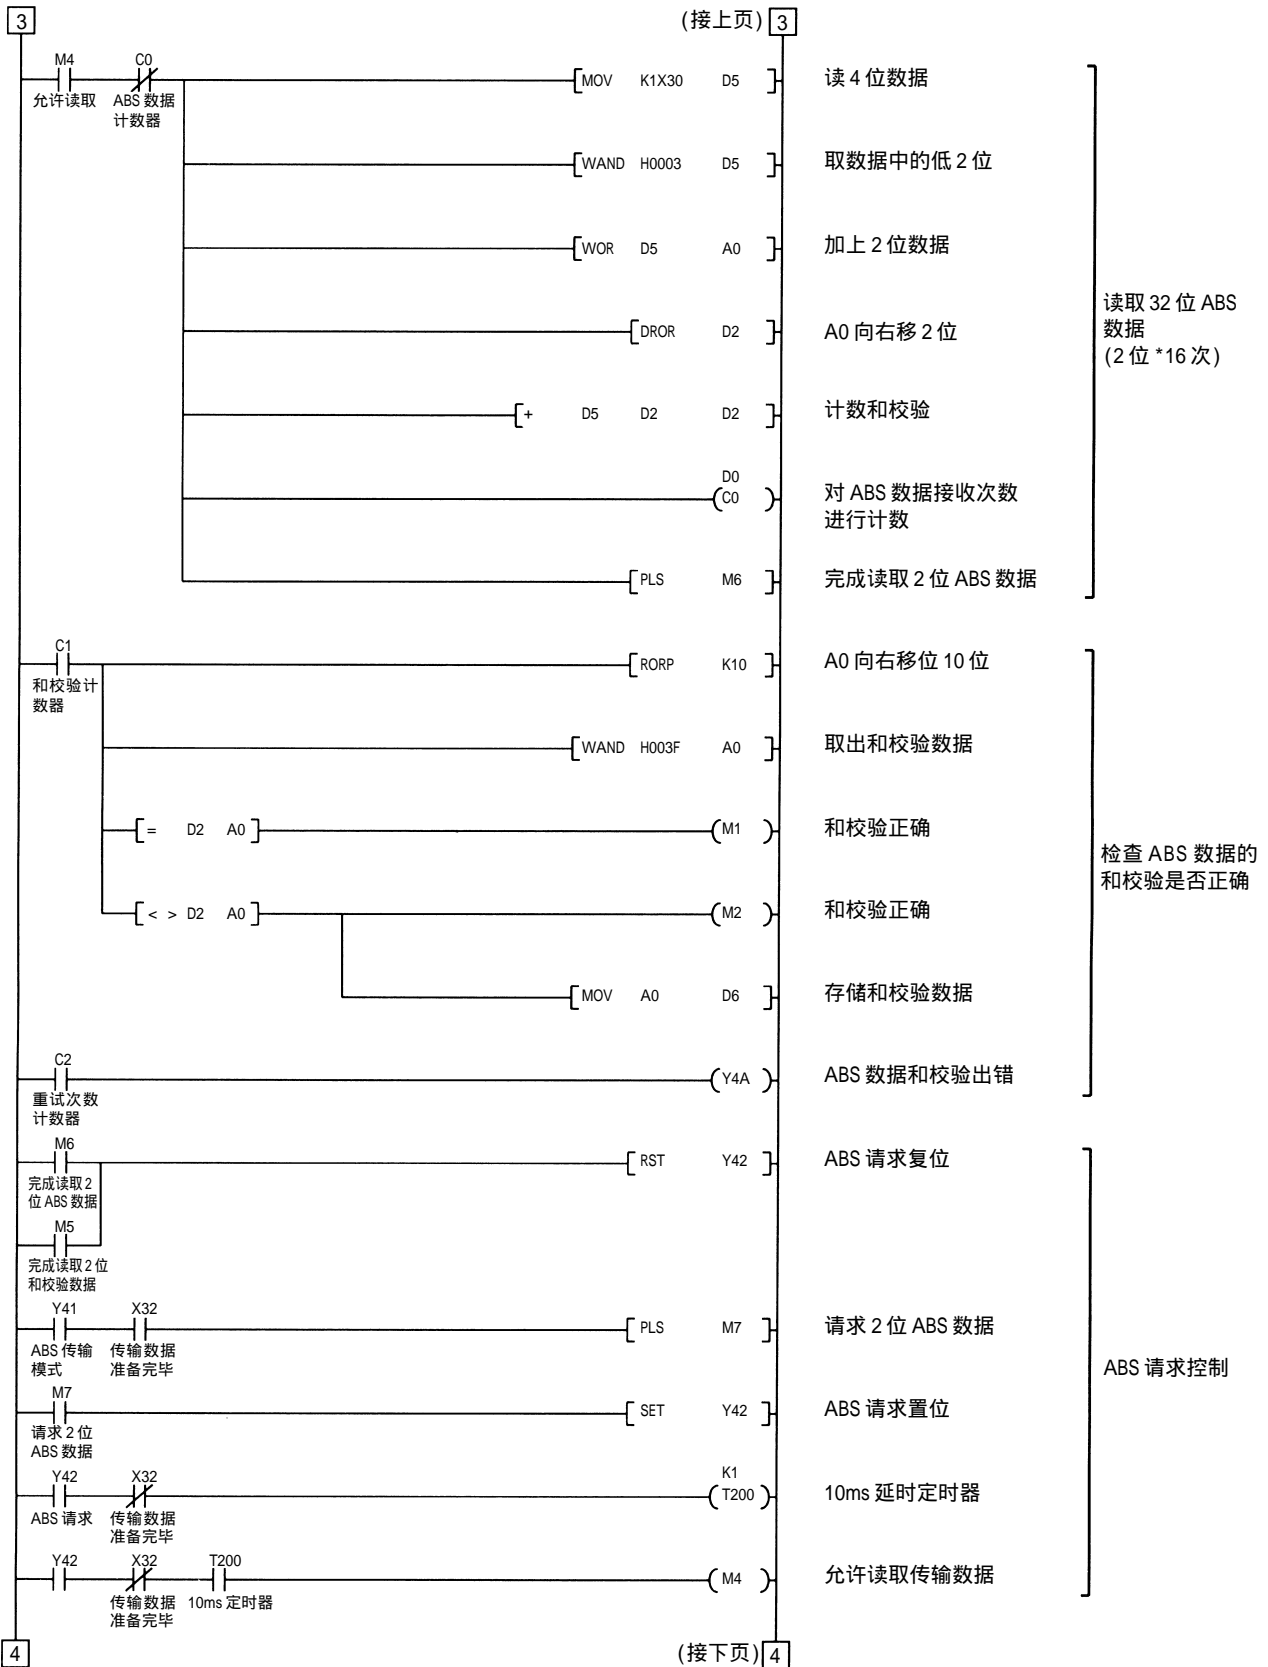 3
(接上页) 3
M4
C0
MOV K1X30 D5
读 4 位数据
允许读取
ABS 数据
计数器
WAND H0003 D5
取数据中的低 2 位
WOR D5 A0
加上 2 位数据
读取 32 位 ABS
数据
(2 位 *16 次)
DROR D2
A0 向右移 2 位
+ D5 D2 D2
计数和校验
D0
C0
对 ABS 数据接收次数
进行计数
PLS M6
完成读取 2 位 ABS 数据
C1
和校验计
数器
RORP K10
A0 向右移位 10 位
WAND H003F A0
取出和校验数据
= D2 A0
M1
和校验正确
检查 ABS 数据的
和校验是否正确
< > D2 A0
M2
和校验正确
MOV A0 D6
存储和校验数据
C2
重试次数
计数器
Y4A
ABS 数据和校验出错
M6
完成读取 2
位 ABS 数据
RST Y42
ABS 请求复位
M5
完成读取 2 位
和校验数据
Y41
X32
ABS 传输
模式
传输数据
准备完毕
PLS M7
请求 2 位 ABS 数据
ABS 请求控制
M7
请求 2 位
ABS 数据
SET Y42
ABS 请求置位
Y42
X32
ABS 请求
传输数据
准备完毕
K1
T200
10ms 延时定时器
Y42
X32
T200
传输数据
准备完毕
10ms 定时器
M4
允许读取传输数据
4
(接下页) 4